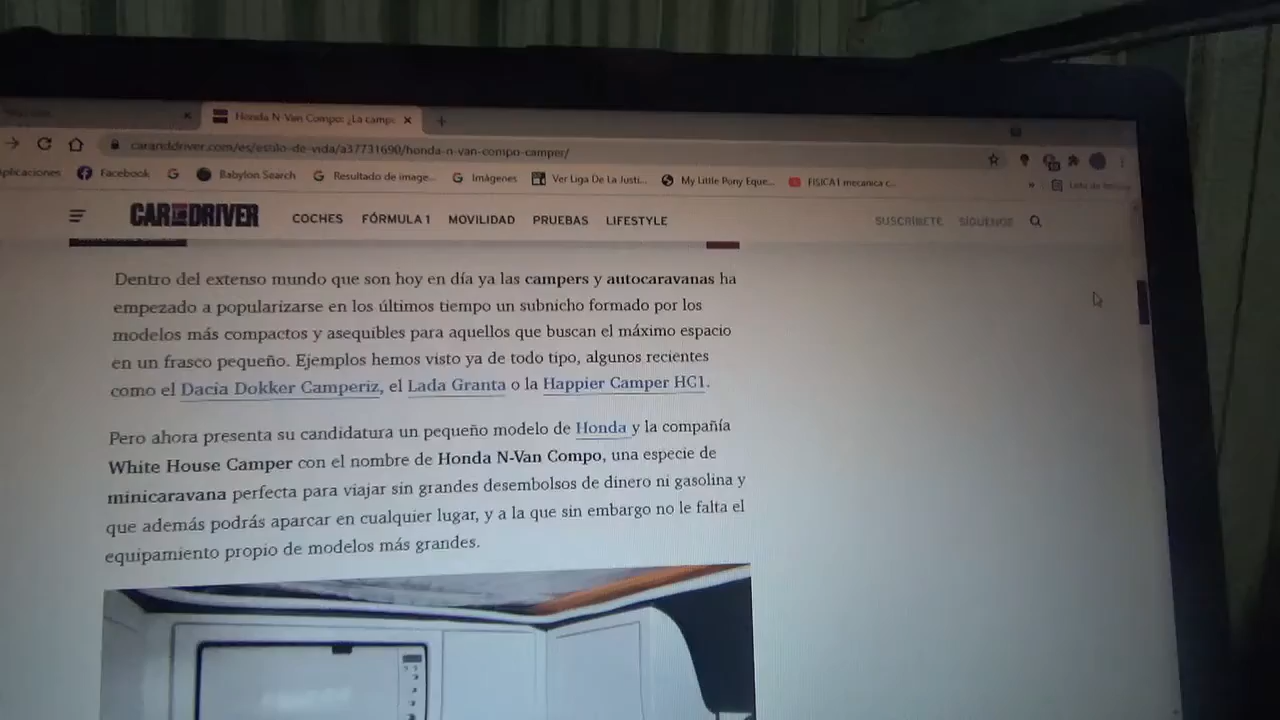 Honda N-Van Compo: ¿La camp
caranddriver.com/es/estilo-de-vida/a37731690/honda-n-van-compo-camper/
plicaciones Facebook Babylon Search Resultado de image... Imágenes Ver Liga De La Justi... My Little Pony Eque... FISICA1 mecanica c... »
CAR AND DRIVER COCHES FÓRMULA 1 MOVILIDAD PRUEBAS LIFESTYLE SUSCRÍBETE SÍGUENOS
Dentro del extenso mundo que son hoy en día ya las campers y autocaravanas ha
empezado a popularizarse en los últimos tiempo un subnicho formado por los
modelos más compactos y asequibles para aquellos que buscan el máximo espacio
en un frasco pequeño. Ejemplos hemos visto ya de todo tipo, algunos recientes
como el Dacia Dokker Camperiz, el Lada Granta o la Happier Camper HC1.
Pero ahora presenta su candidatura un pequeño modelo de Honda y la compañía
White House Camper con el nombre de Honda N-Van Compo, una especie de
minicaravana perfecta para viajar sin grandes desembolsos de dinero ni gasolina y
que además podrás aparcar en cualquier lugar, y a la que sin embargo no le falta el
equipamiento propio de modelos más grandes.